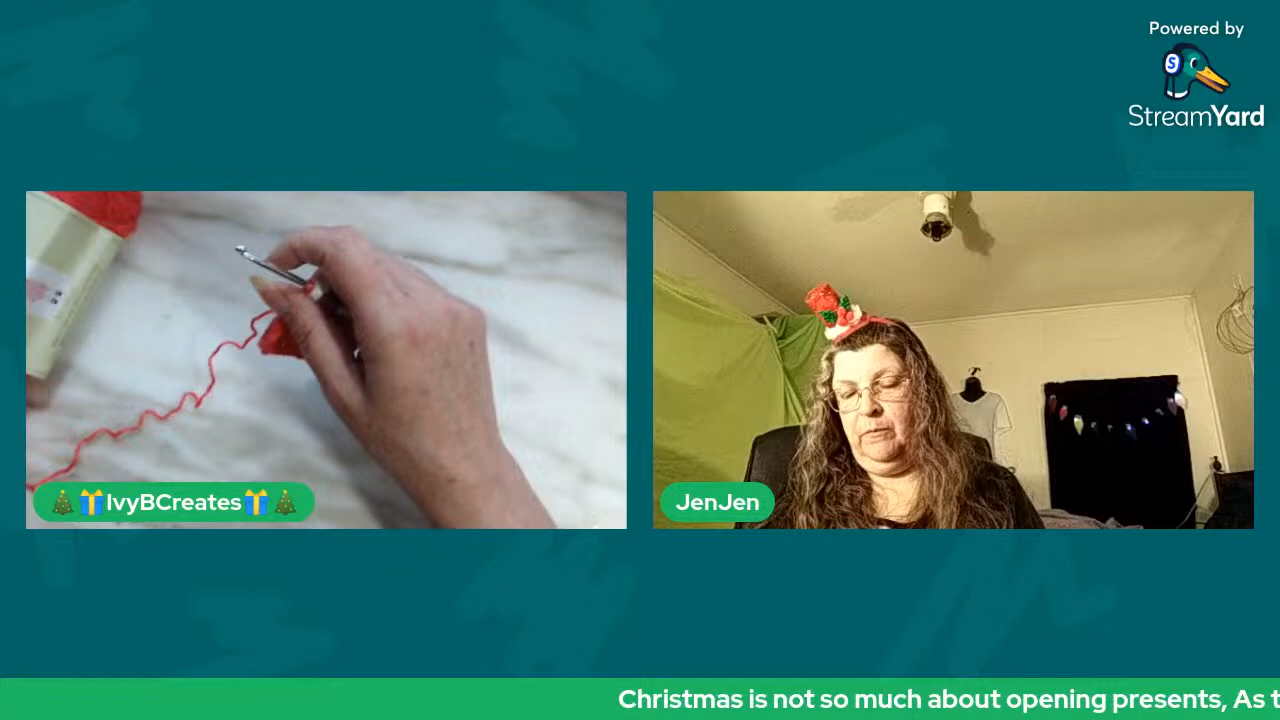 Powered by
S
StreamYard
🎄🎁IvyBCreates🎁🎄
JenJen
Christmas is not so much about opening presents, As t